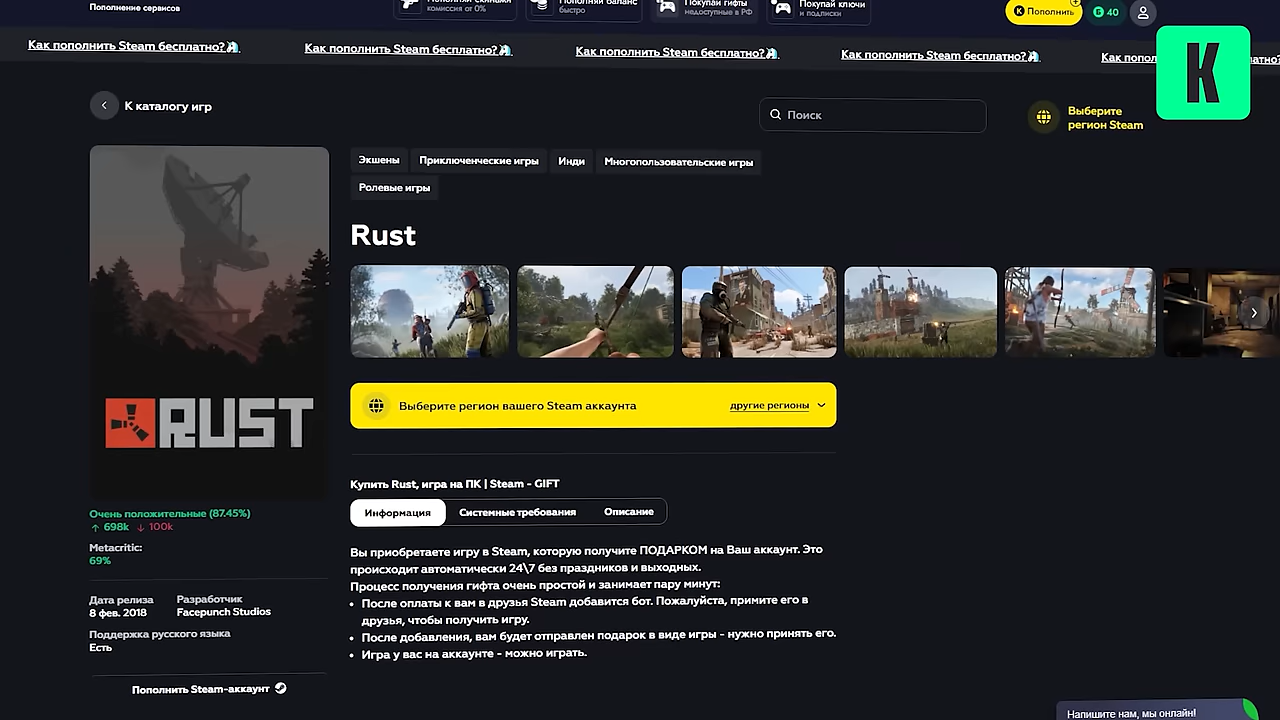 Пополнение сервисов
комиссия от 0%
Пополняй баланс
быстро
Покупай гифты
недоступные в РФ
Покупай ключи
и подписки
Пополнить
40
Как пополнить Steam бесплатно?
Как пополнить Steam бесплатно?
Как пополнить Steam бесплатно?
Как пополнить Steam бесплатно?
K
К каталогу игр
Поиск
Выберите
регион Steam
Экшены
Приключенческие игры
Инди
Многопользовательские игры
Ролевые игры
Rust
RUST
Выберите регион вашего Steam аккаунта
другие регионы
Купить Rust, игра на ПК | Steam - GIFT
Информация
Системные требования
Описание
Очень положительные (87.45%)
698k
100k
Metacritic:
69%
Дата релиза
8 фев. 2018
Разработчик
Facepunch Studios
Поддержка русского языка
Есть
Пополнить Steam-аккаунт
Вы приобретаете игру в Steam, которую получите ПОДАРКОМ на Ваш аккаунт. Это
происходит автоматически 24\7 без праздников и выходных.
Процесс получения гифта очень простой и занимает пару минут:
• После оплаты к вам в друзья Steam добавится бот. Пожалуйста, примите его в
друзья, чтобы получить игру.
• После добавления, вам будет отправлен подарок в виде игры - нужно принять его.
• Игра у вас на аккаунте - можно играть.
Напишите нам, мы онлайн!